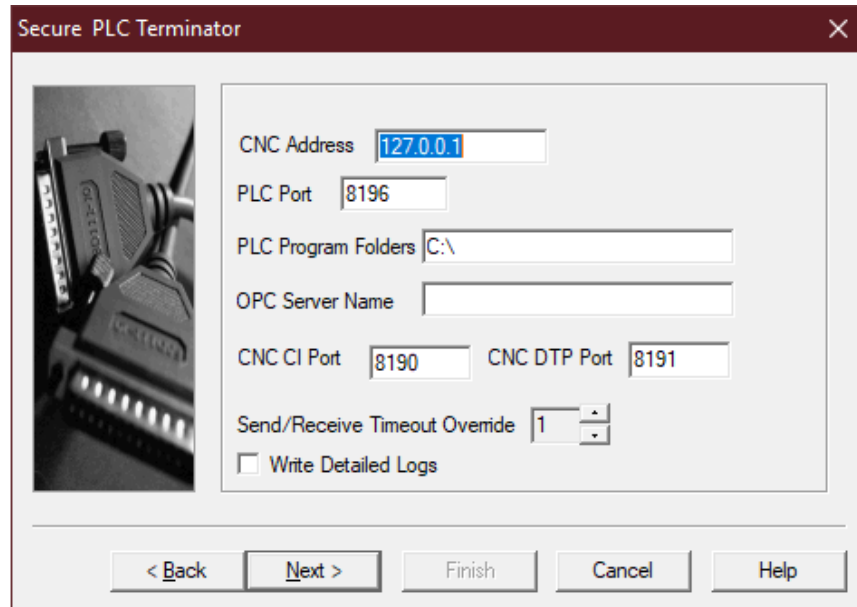 Secure PLC Terminator
CNC Address 127.0.0.1
PLC Port 8196
PLC Program Folders C:\
OPC Server Name
CNC CI Port 8190 CNC DTP Port 8191
Send/Receive Timeout Override 1
Write Detailed Logs
< Back Next > Finish Cancel Help